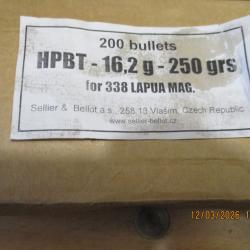 200 bullets
HPBT - 16,2 g - 250 grs
for 338 LAPUA MAG.
Sellier & Bellot a.s., 258 13 Vlašim, Czech Republic
www.sellier-bellot.cz
12/03/2026 1